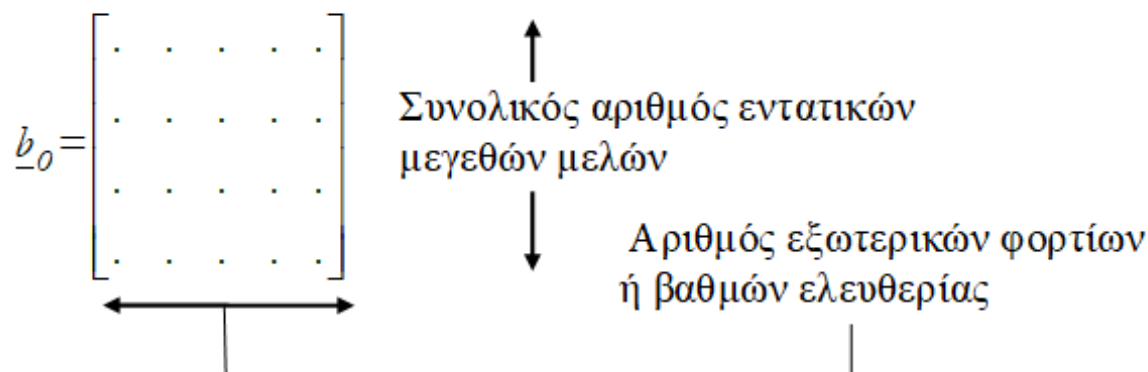 b₀=
Συνολικός αριθμός εντατικών
μεγεθών μελών
Αριθμός εξωτερικών φορτίων
ή βαθμών ελευθερίας